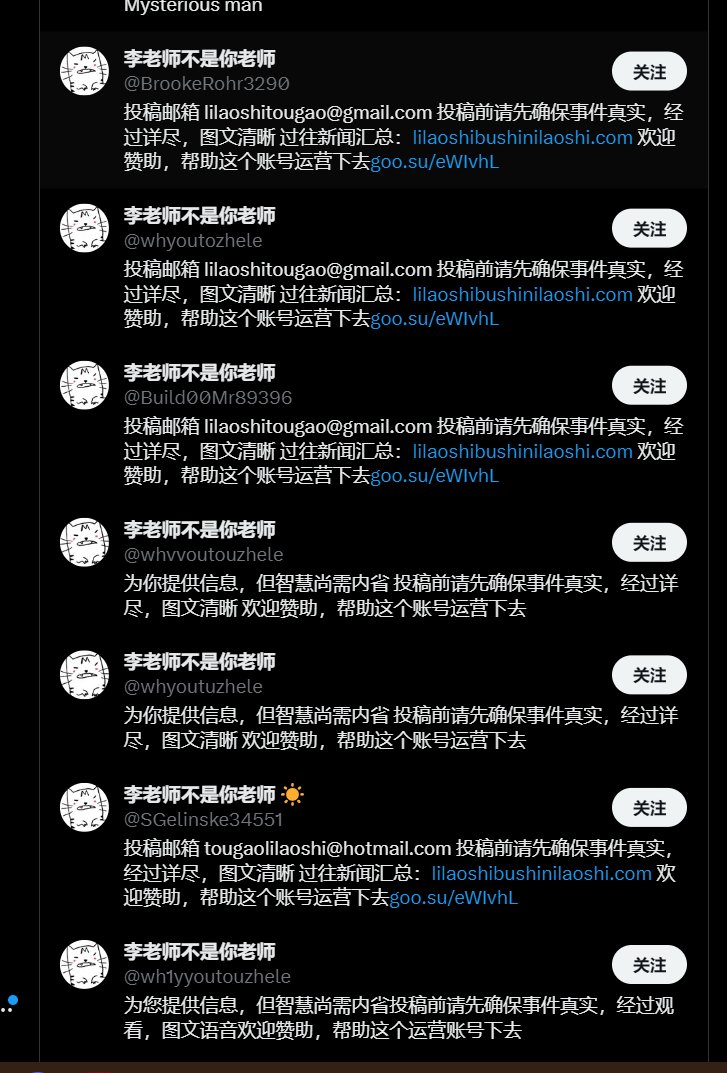 Mysterious man
李老师不是你老师
@BrookeRohr3290
关注
投稿邮箱 lilaoshitougao@gmail.com 投稿前请先确保事件真实，经
过详尽，图文清晰 过往新闻汇总：lilaoshibushinilaoshi.com 欢迎
赞助，帮助这个账号运营下去goo.su/eWIvhL
李老师不是你老师
@whyoutozhele
关注
投稿邮箱 lilaoshitougao@gmail.com 投稿前请先确保事件真实，经
过详尽，图文清晰 过往新闻汇总：lilaoshibushinilaoshi.com 欢迎
赞助，帮助这个账号运营下去goo.su/eWIvhL
李老师不是你老师
@Build00Mr89396
关注
投稿邮箱 lilaoshitougao@gmail.com 投稿前请先确保事件真实，经
过详尽，图文清晰 过往新闻汇总：lilaoshibushinilaoshi.com 欢迎
赞助，帮助这个账号运营下去goo.su/eWIvhL
李老师不是你老师
@whvvoutouzhele
关注
为你提供信息，但智慧尚需内省 投稿前请先确保事件真实，经过详
尽，图文清晰 欢迎赞助，帮助这个账号运营下去
李老师不是你老师
@whyoutuzhele
关注
为你提供信息，但智慧尚需内省 投稿前请先确保事件真实，经过详
尽，图文清晰 欢迎赞助，帮助这个账号运营下去
李老师不是你老师 ☀️
@SGelinske34551
关注
投稿邮箱 tougaolilaoshi@hotmail.com 投稿前请先确保事件真实，
经过详尽，图文清晰 过往新闻汇总：lilaoshibushinilaoshi.com 欢
迎赞助，帮助这个账号运营下去goo.su/eWIvhL
李老师不是你老师
@wh1yyoutouzhele
关注
为您提供信息，但智慧尚需内省投稿前请先确保事件真实，经过观
看，图文语音欢迎赞助，帮助这个运营账号下去